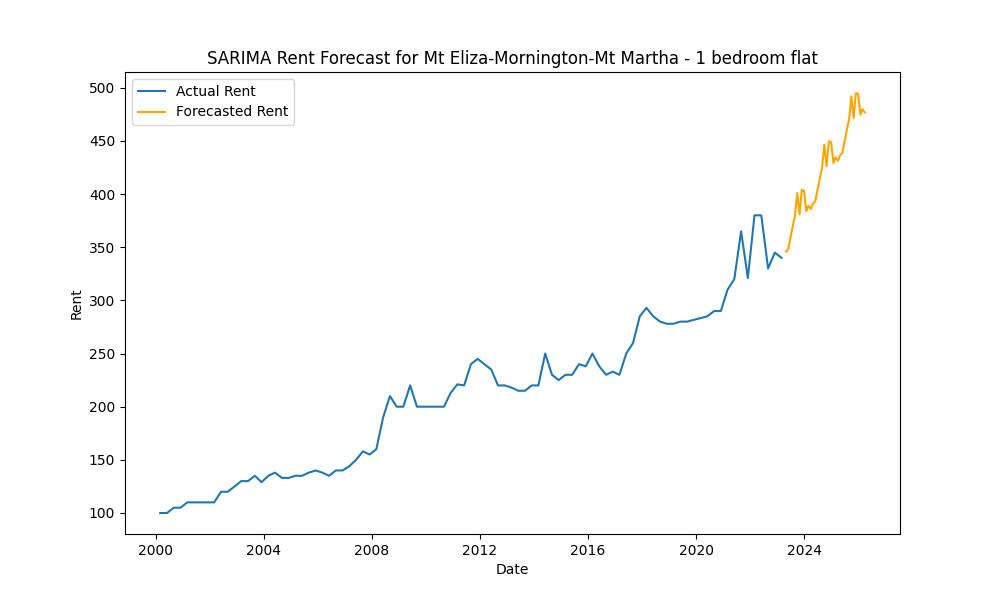 SARIMA Rent Forecast for Mt Eliza-Mornington-Mt Martha - 1 bedroom flat
Actual Rent
Forecasted Rent
500
450
400
350
300
250
200
150
100
Rent
2000 2004 2008 2012 2016 2020 2024
Date